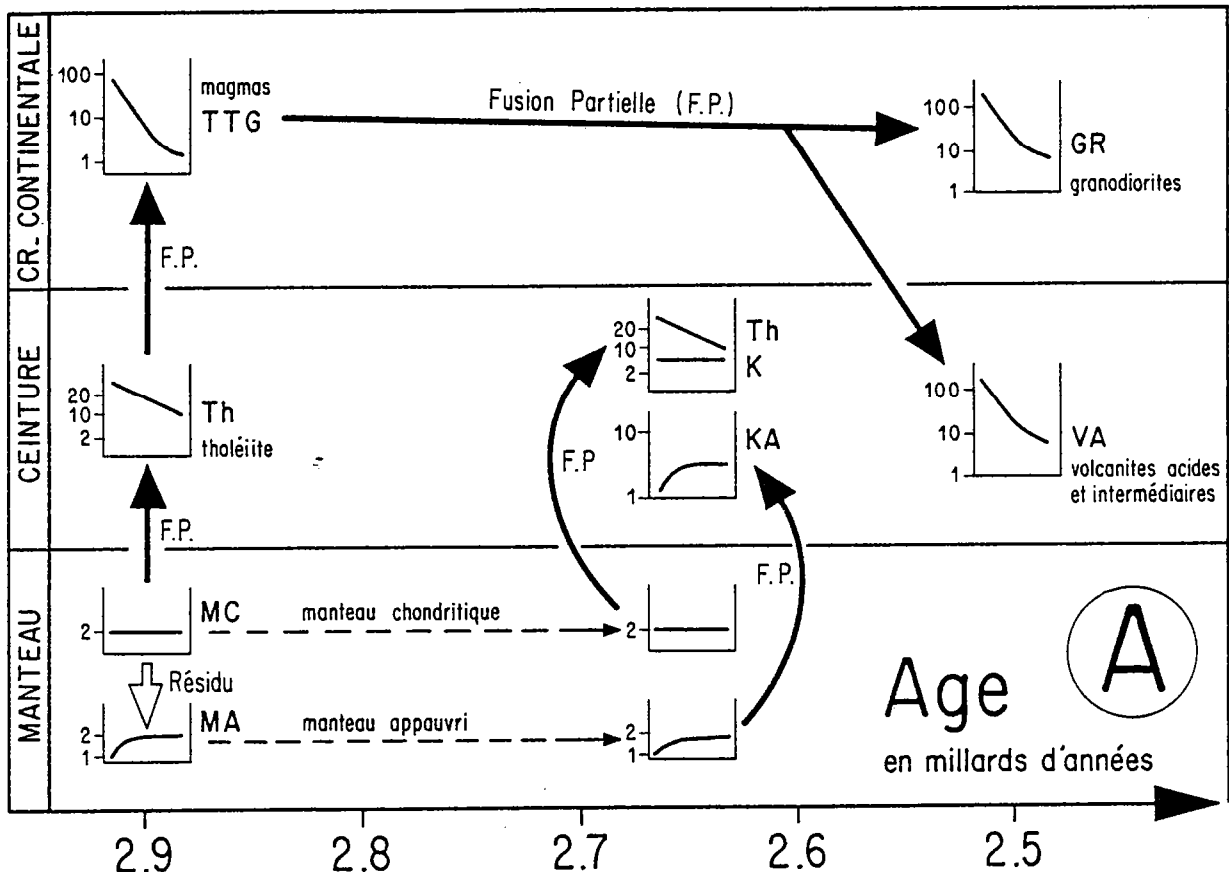 CR. CONTINENTALE
100
10
1
magmas
TTG
Fusion Partielle (F.P.)
100
10
1
GR
granodiorites
F.P.
CEINTURE
20
10
2
Th
tholéiite
20
10
2
Th
K
10
1
KA
100
10
1
VA
volcanites acides
et intermédiaires
F.P.
F.P
F.P.
MANTEAU
2
MC
manteau chondritique
2
Résidu
2
1
MA
manteau appauvri
2
1
Age
en millards d'années
A
2.9
2.8
2.7
2.6
2.5